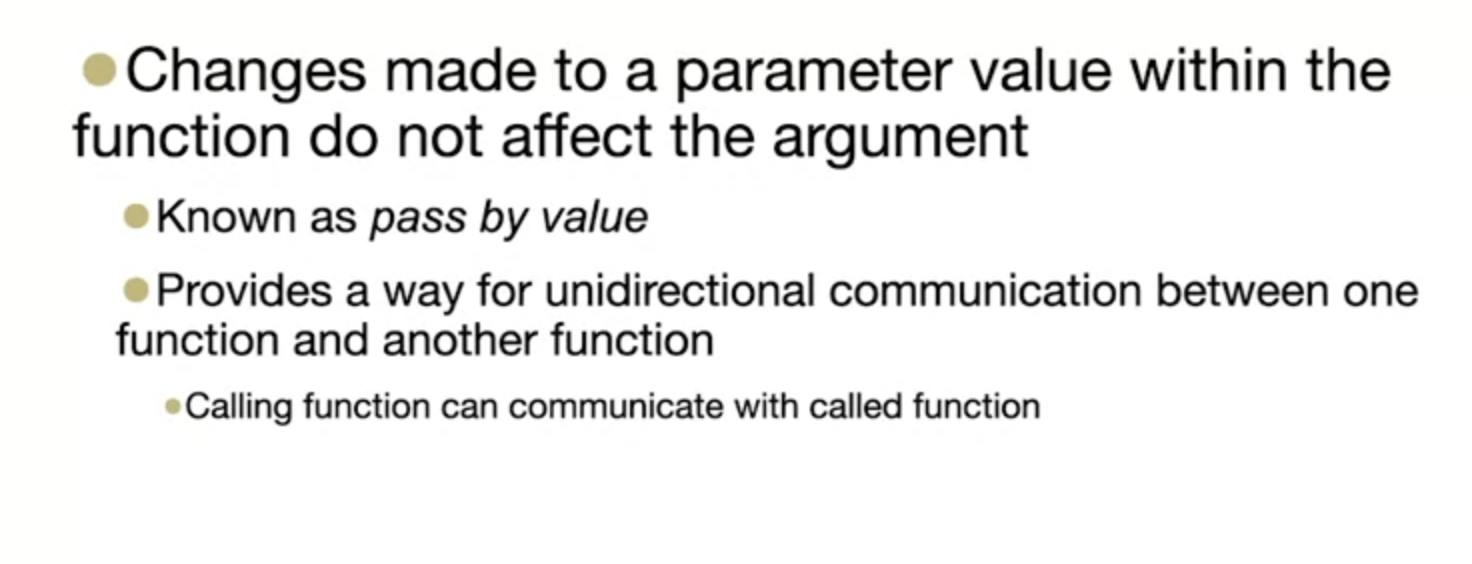 Changes made to a parameter value within the
function do not affect the argument
Known as pass by value
Provides a way for unidirectional communication between one
function and another function
Calling function can communicate with called function